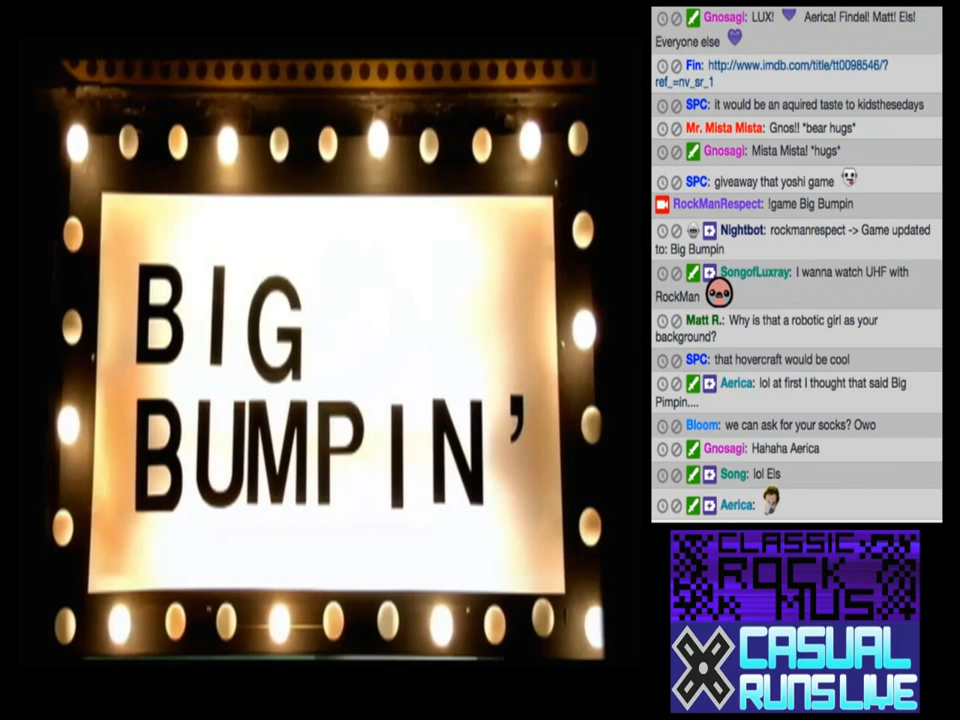 BIG
BUMPIN'
Gnosagi: LUX! Aerica! Findel! Matt! Els!
Everyone else
Fin: http://www.imdb.com/title/tt0098546/?
ref_=nv_sr_1
SPC: it would be an aquired taste to kidsthesedays
Mr. Mista Mista: Gnos!! *bear hugs*
Gnosagi: Mista Mista! *hugs*
SPC: giveaway that yoshi game
RockManRespect: !game Big Bumpin
Nightbot: rockmanrespect -> Game updated
to: Big Bumpin
SongofLuxray: I wanna watch UHF with
RockMan
Matt R.: Why is that a robotic girl as your
background?
SPC: that hovercraft would be cool
Aerica: lol at first I thought that said Big
Pimpin....
Bloom: we can ask for your socks? Owo
Gnosagi: Hahaha Aerica
Song: lol Els
Aerica:
CLASSIC
ROCK
MUS
CASUAL
RUNSLIVE